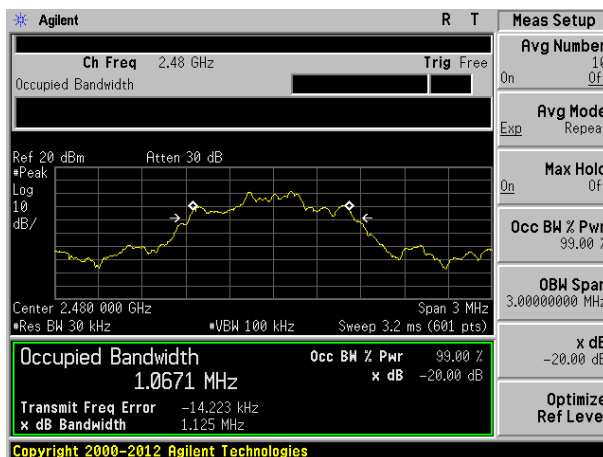 Agilent R T
Ch Freq 2.48 GHz Trig Free
Occupied Bandwidth
Ref 20 dBm Atten 30 dB
#Peak
Log
10
dB/
Center 2.480 000 GHz Span 3 MHz
#Res BW 30 kHz #VBW 100 kHz Sweep 3.2 ms (601 pts)
Occupied Bandwidth Occ BW % Pwr 99.00 %
1.0671 MHz x dB -20.00 dB
Transmit Freq Error -14.223 kHz
x dB Bandwidth 1.125 MHz
Copyright 2000-2012 Agilent Technologies
Meas Setup
Avg Number
10
On Of
Avg Mode
Exp Repea
Max Hold
On Of
Occ BW % Pwr
99.00 %
OBW Span
3.00000000 MHz
x dB
-20.00 dB
Optimize
Ref Level